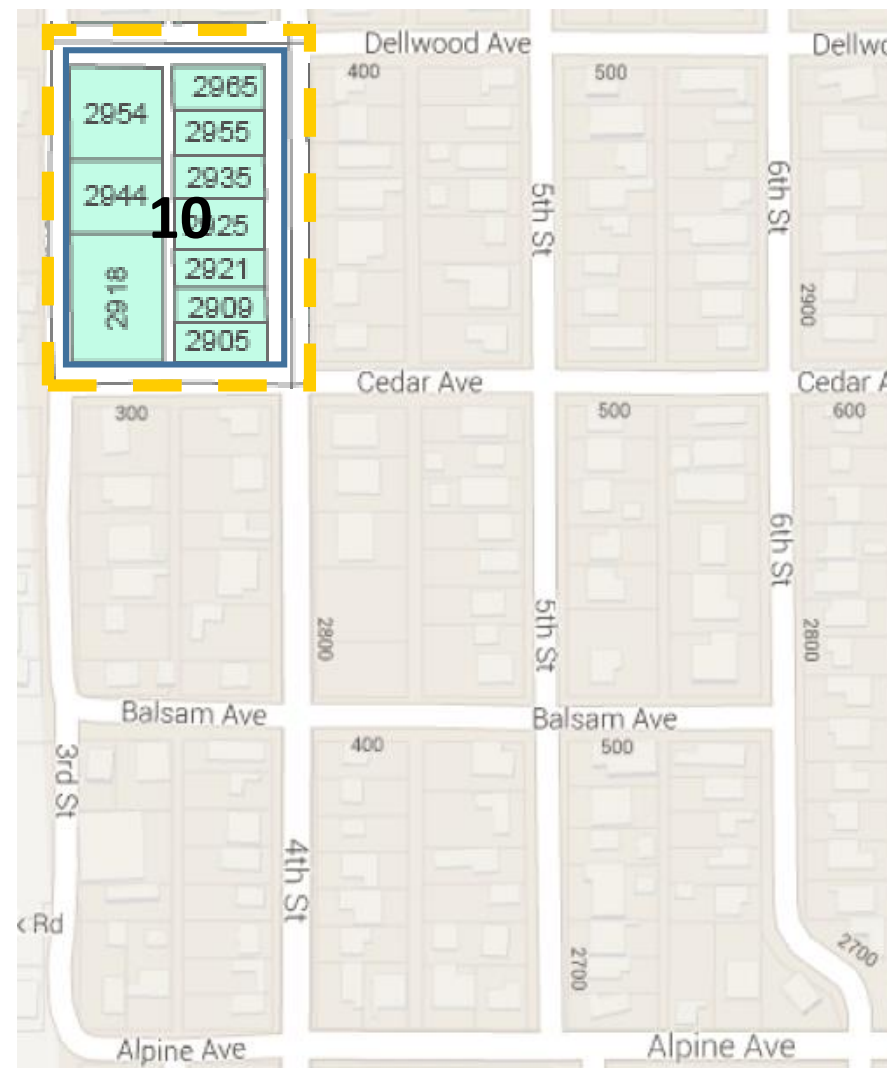 Dellwood Ave
Dellwo
400
500
2965
2954
2955
2935
2944
10
2925
2921
2918
2909
2905
5th St
6th St
2900
Cedar Ave
Cedar A
300
500
600
6th St
5th St
2800
2800
Balsam Ave
Balsam Ave
400
500
3rd St
4th St
k Rd
2700
2700
Alpine Ave
Alpine Ave